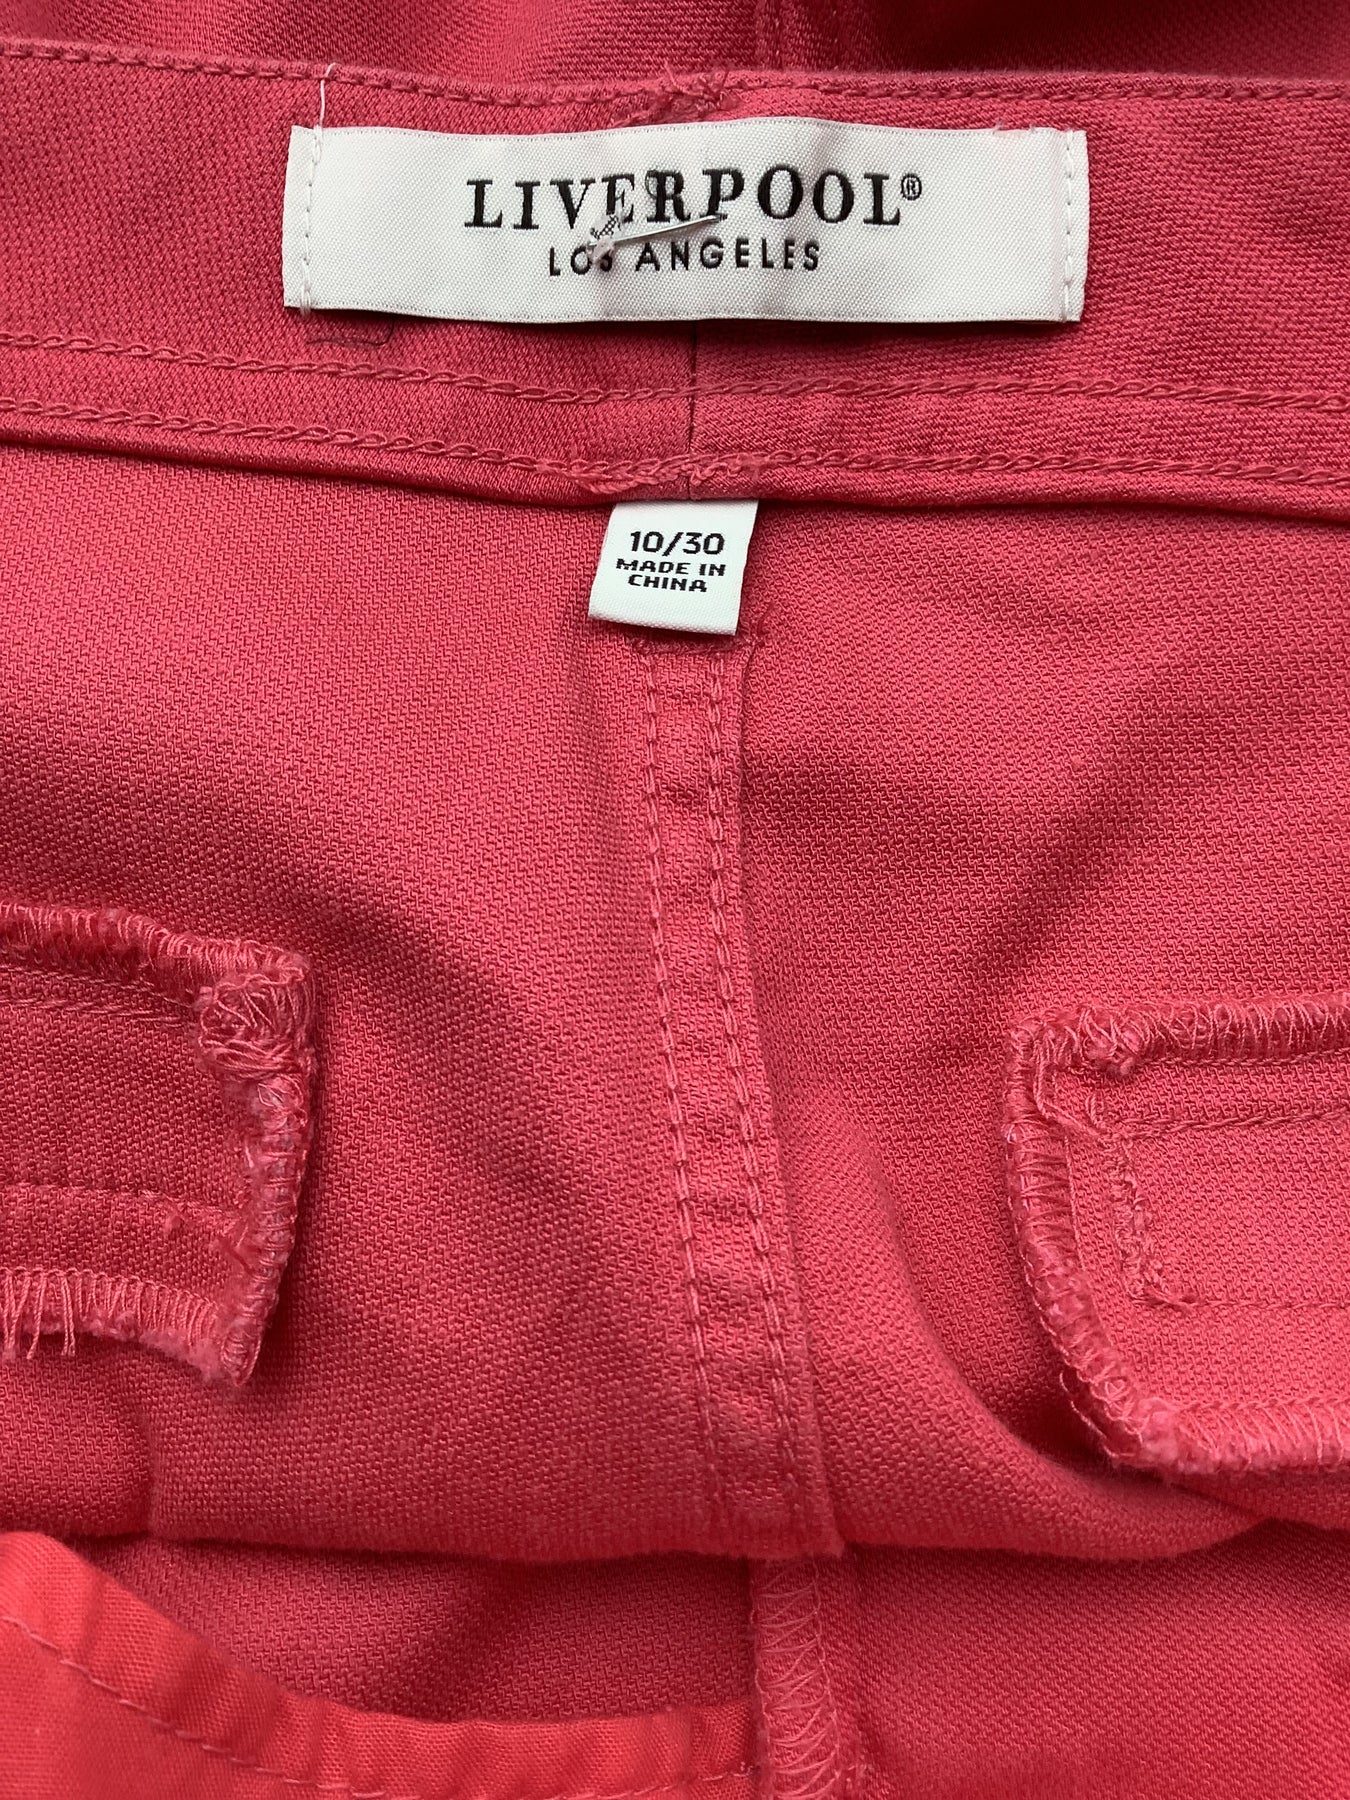 LIVERPOOL®
LOS ANGELES
10/30
MADE IN
CHINA